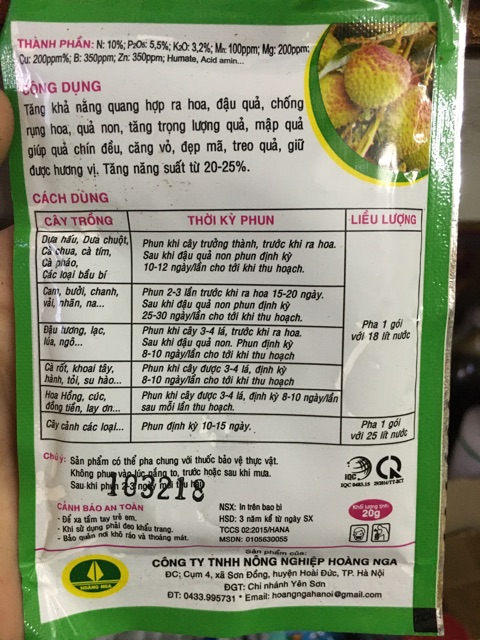 THÀNH PHẦN: N: 10%; P2O5: 5,5%; K2O: 3,2%; Mn: 100ppm; Mg: 200ppm;
Cu: 200ppm%; B: 350ppm; Zn: 350ppm; Humate, Acid amin...
CÔNG DỤNG
Tăng khả năng quang hợp ra hoa, đậu quả, chống
rụng hoa, quả non, tăng trọng lượng quả, mập quả
giúp quả chín đều, căng vỏ, đẹp mã, treo quả, giữ
được hương vị. Tăng năng suất từ 20-25%.
CÁCH DÙNG
CÂY TRỒNG THỜI KỲ PHUN LIỀU LƯỢNG
Dưa hấu, Dưa chuột,
Cà chua, cà tím,
Cà pháo,
Các loại bầu bí
Phun khi cây trưởng thành, trước khi ra hoa.
Sau khi đậu quả non phun định kỳ
10-12 ngày/lần cho tới khi thu hoạch.
Cam, bưởi, chanh,
vải, nhãn, na...
Phun 2-3 lần trước khi ra hoa 15-20 ngày.
Sau khi đậu quả non phun định kỳ
25-30 ngày/lần cho tới khi thu hoạch.
Đậu tương, lạc,
lúa, ngô...
Phun khi cây 3-4 lá, trước khi ra hoa.
Sau khi đậu quả non. Phun định kỳ
8-10 ngày/lần cho tới khi thu hoạch
Cà rốt, khoai tây,
hành, tỏi, su hào...
Phun khi cây được 3-4 lá, định kỳ
8-10 ngày/lần cho tới khi thu hoạch.
Hoa Hồng, cúc,
đồng tiền, lay ơn...
Phun khi cây được 3-4 lá, định kỳ 8-10 ngày/lần
sau mỗi lần thu hoạch.
Pha 1 gói
với 18 lít nước
Cây cảnh các loại...
Phun định kỳ 10-15 ngày.
Pha 1 gói
với 25 lít nước
Chú ý: Sản phẩm có thể pha chung với thuốc bảo vệ thực vật.
Không phun vào lúc nắng to, trước hoặc sau khi mưa.
Sau khi phun 2-3 ngày mới thu hái
103218
IQC
IQC 0403.15
CẢNH BÁO AN TOÀN
- Để xa tầm tay trẻ em.
- Khi sử dụng phải đeo khẩu trang.
- Bảo quản nơi khô ráo và thoáng mát.
NSX: In trên bao bì
HSD: 3 năm kể từ ngày SX
TCCS 02:2015/HANA
MSDN: 0105630055
Khối lượng tịnh:
20g
HOÀNG NGA
Sản phẩm của:
CÔNG TY TNHH NÔNG NGHIỆP HOÀNG NGA
ĐC; Cụm 4, xã Sơn Đồng, huyện Hoài Đức, TP. Hà Nội
ĐGT: Chi nhánh Yên Sơn
ĐT: 0433.995731 * Email: hoangngahanoi@gmail.com